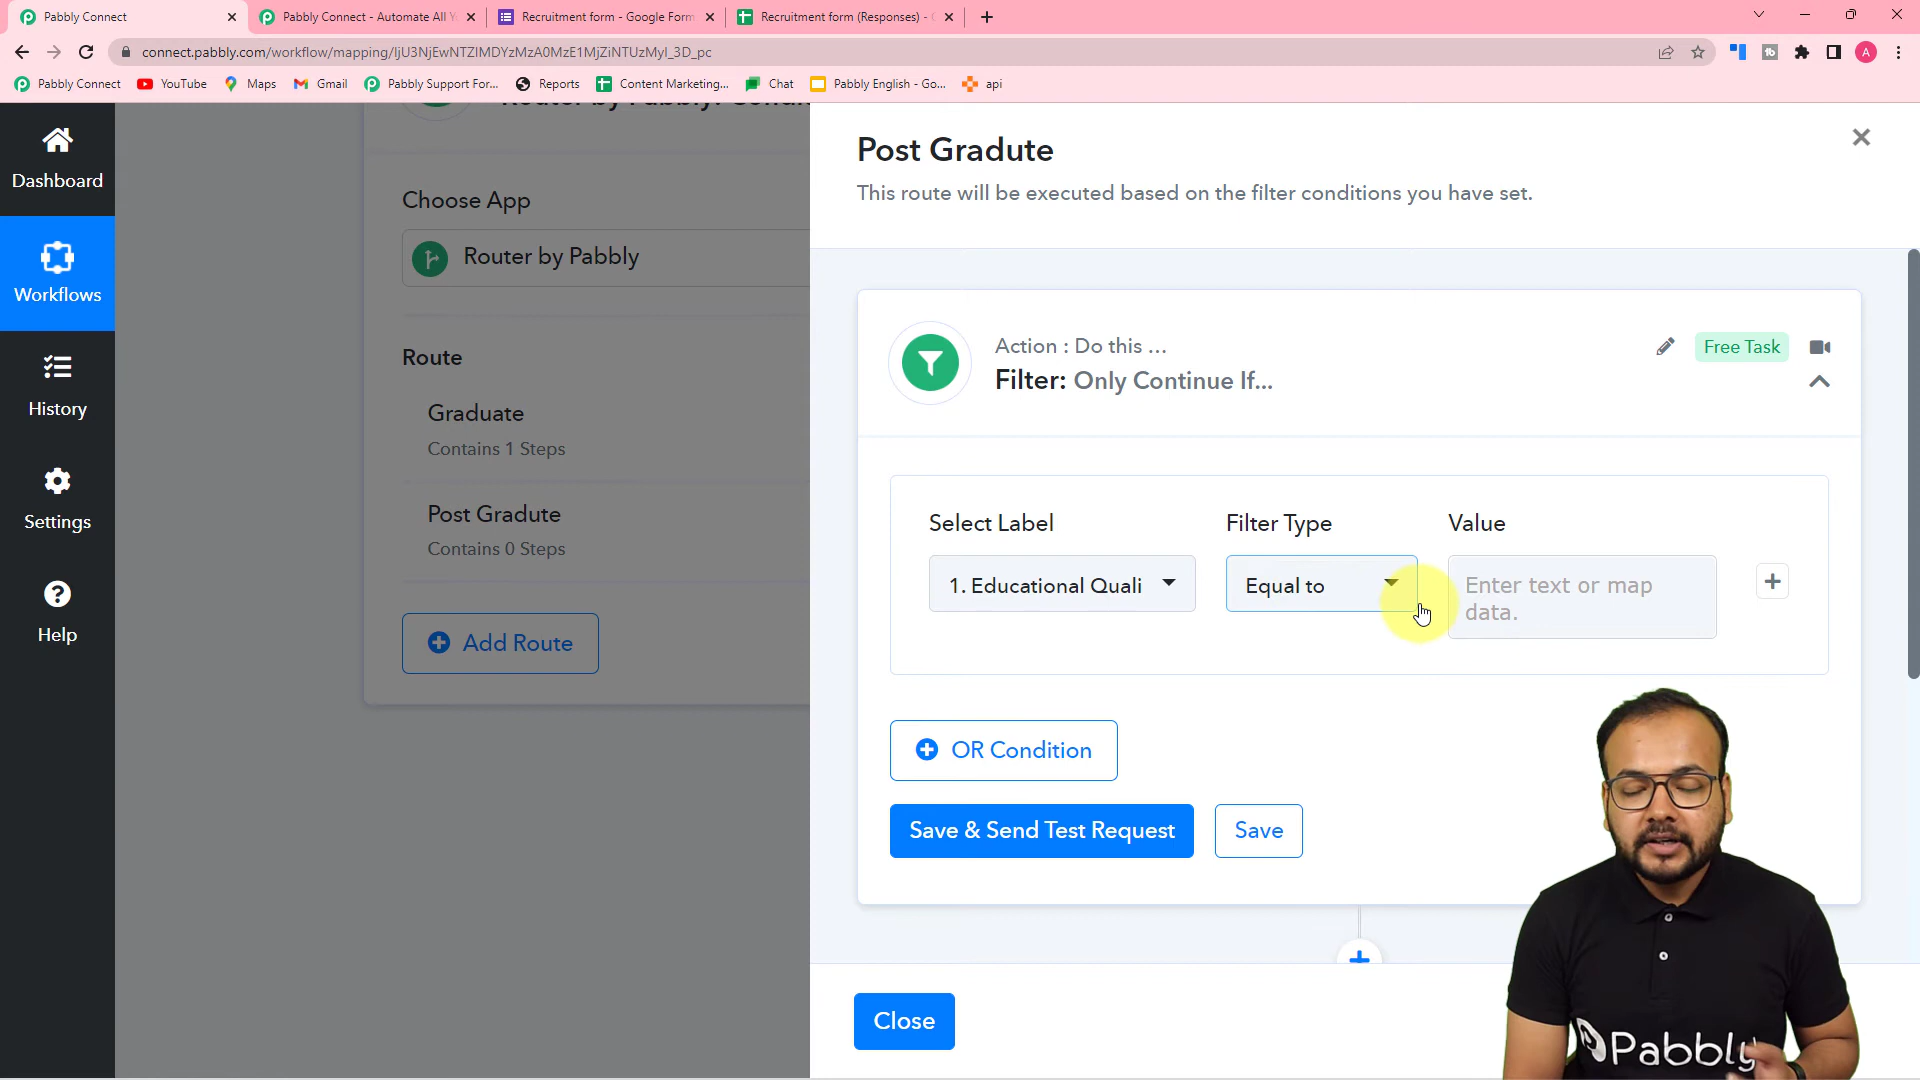 Pabbly Connect
Pabbly Connect - Automate All Y
Recruitment form - Google Form
Recruitment form (Responses) -
connect.pabbly.com/workflow/mapping/IjU3NjEwNTZlMDYzMzA0MzE1MjZiNTUzMyI_3D_pc
A
Pabbly Connect
YouTube
Maps
Gmail
Pabbly Support For...
Reports
Content Marketing...
Chat
Pabbly English - Go...
api
Dashboard
Workflows
History
Settings
Help
Router by Pabbly: Condi
Choose App
Router by Pabbly
Route
Graduate
Contains 1 Steps
Post Gradute
Contains 0 Steps
Add Route
Post Gradute
This route will be executed based on the filter conditions you have set.
Action : Do this ...
Filter: Only Continue If...
Free Task
Select Label
Filter Type
Value
1. Educational Quali
Equal to
Enter text or map
data.
OR Condition
Save & Send Test Request
Save
Close
Pabbly